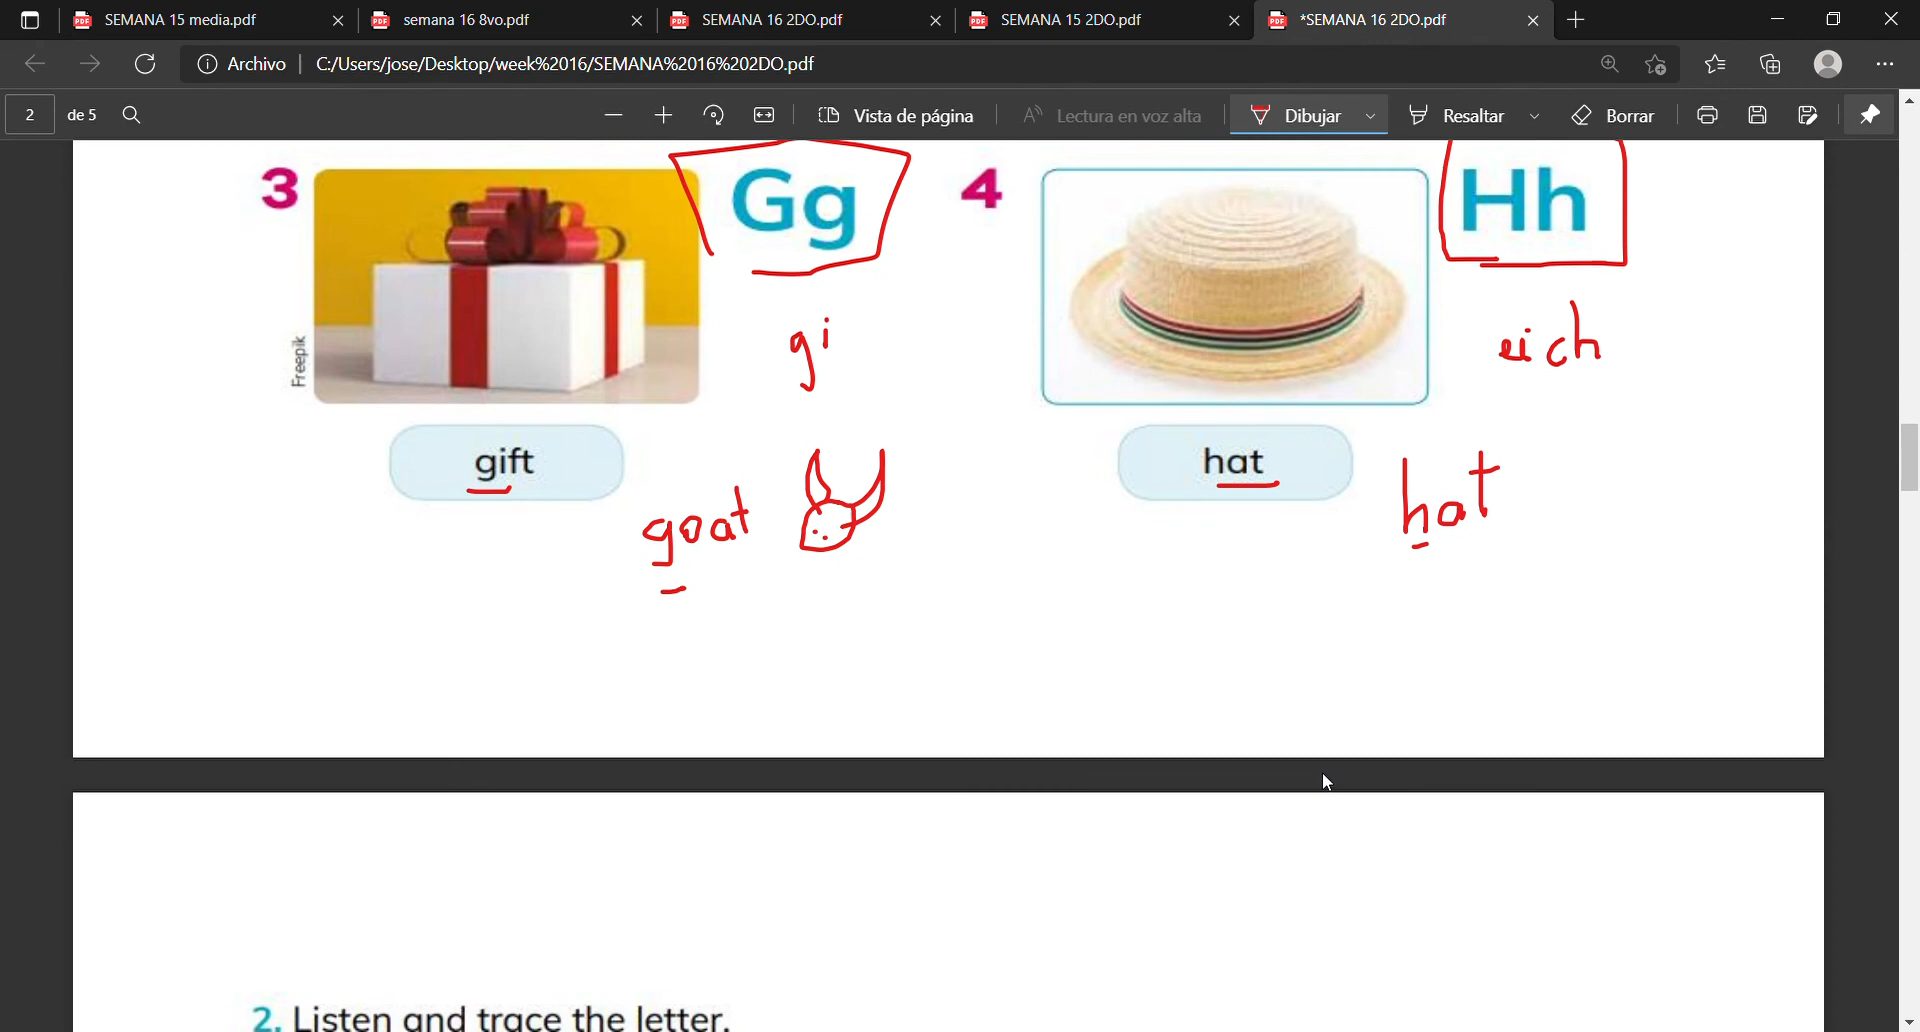 SEMANA 15 media.pdf
semana 16 8vo.pdf
SEMANA 16 2DO.pdf
SEMANA 15 2DO.pdf
*SEMANA 16 2DO.pdf
Archivo
C:/Users/jose/Desktop/week%2016/SEMANA%2016%202DO.pdf
2 de 5
Vista de página
Lectura en voz alta
Dibujar
Resaltar
Borrar
3
Gg
4
Hh
Freepik
gi
eich
gift
hat
goat
hat
2. Listen and trace the letter.